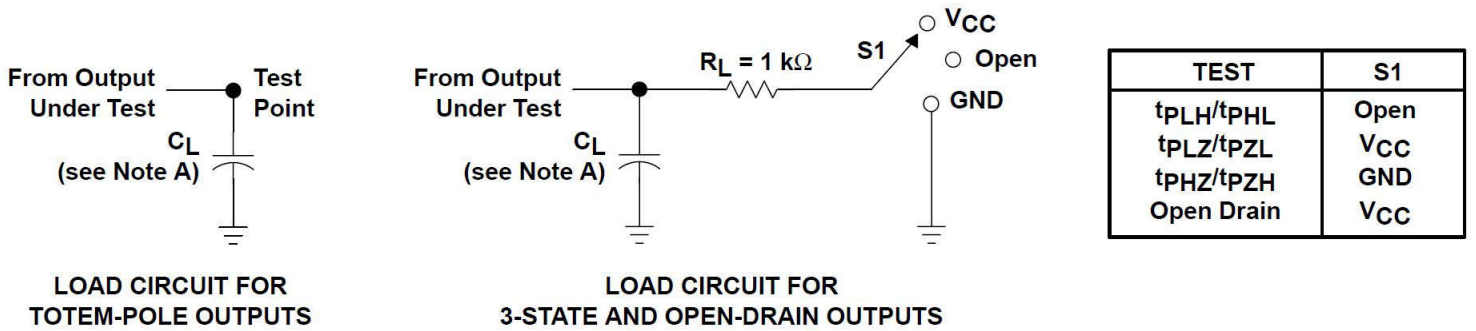 From Output
Under Test
Test
Point
CL
(see Note A)
LOAD CIRCUIT FOR
TOTEM-POLE OUTPUTS
From Output
Under Test
RL = 1 kΩ
S1
VCC
Open
GND
CL
(see Note A)
LOAD CIRCUIT FOR
3-STATE AND OPEN-DRAIN OUTPUTS
TEST S1
tPLH/tPHL Open
tPLZ/tPZL VCC
tPHZ/tPZH GND
Open Drain VCC